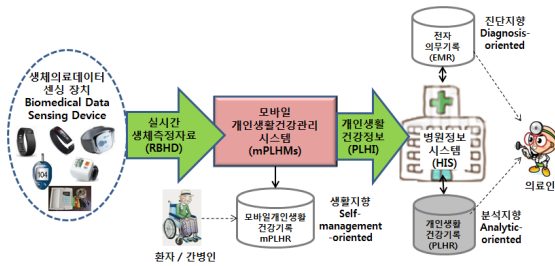 생체의료데이터
센싱 장치
Biomedical Data
Sensing Device
104
실시간
생체측정자료
(RBHD)
모바일
개인생활건강관리
시스템
(mPLHMs)
개인생활
건강정보
(PLHI)
전자
의무기록
(EMR)
진단지향
Diagnosis-
oriented
병원정보
시스템
(HIS)
의료인
환자 / 간병인
모바일개인생활
건강기록
mPLHR
생활지향
Self-
management
-oriented
개인생활
건강기록
(PLHR)
분석지향
Analytic-
oriented